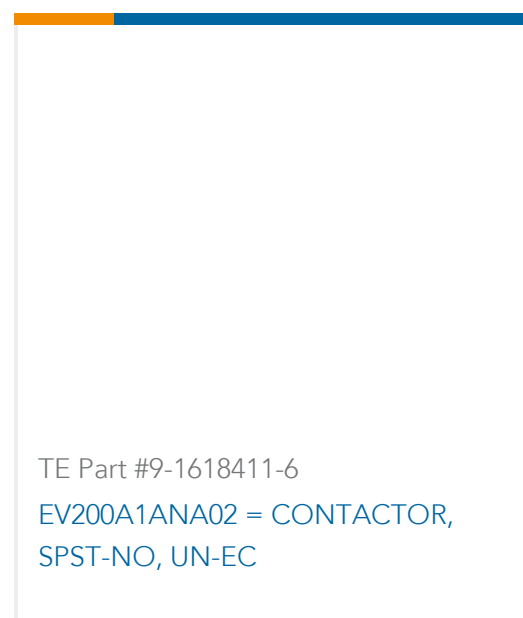 TE Part #9-1618411-6
EV200A1ANA02 = CONTACTOR,
SPST-NO, UN-EC